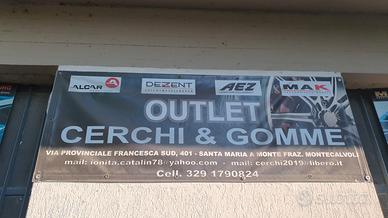 ALCAR
DEZENT
AEZ
MAK
OUTLET
CERCHI & GOMME
VIA PROVINCIALE FRANCESCA SUD, 401 - SANTA MARIA A MONTE FRAZ. MONTECALVOLI
mail: ionita.catalin78@yahoo.com - mail: cerchi2019@libero.it
Cell. 329 1790824
subito